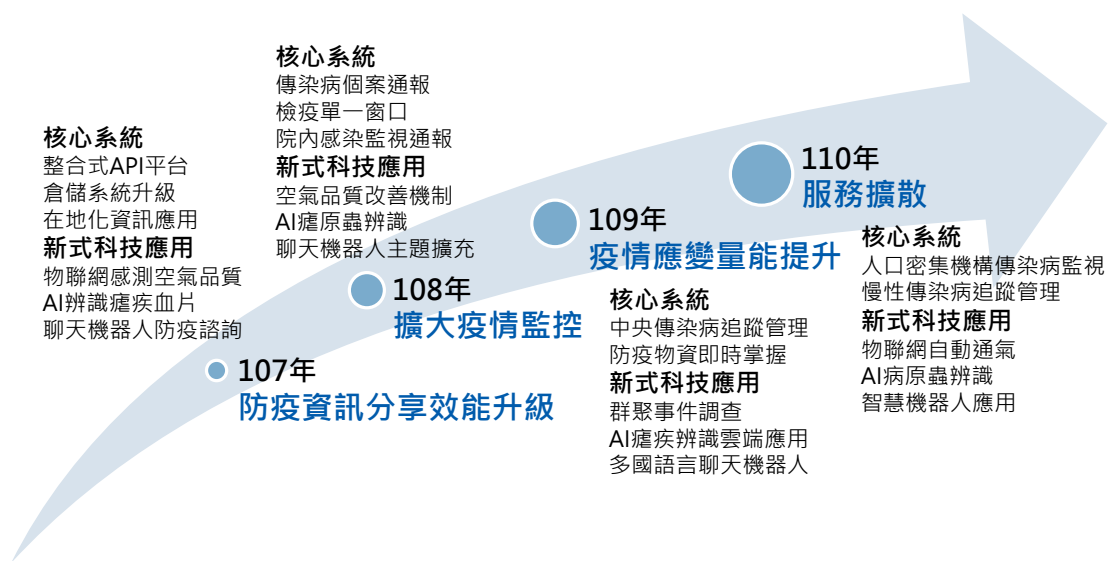 核心系統
整合式API平台
倉儲系統升級
在地化資訊應用
新式科技應用
物聯網感測空氣品質
AI辨識瘧疾血片
聊天機器人防疫諮詢
107年
防疫資訊分享效能升級
核心系統
傳染病個案通報
檢疫單一窗口
院內感染監視通報
新式科技應用
空氣品質改善機制
AI瘧原蟲辨識
聊天機器人主題擴充
108年
擴大疫情監控
109年
疫情應變量能提升
核心系統
中央傳染病追蹤管理
防疫物資即時掌握
新式科技應用
群聚事件調查
AI瘧疾辨識雲端應用
多國語言聊天機器人
110年
服務擴散
核心系統
人口密集機構傳染病監視
慢性傳染病追蹤管理
新式科技應用
物聯網自動通氣
AI病原蟲辨識
智慧機器人應用